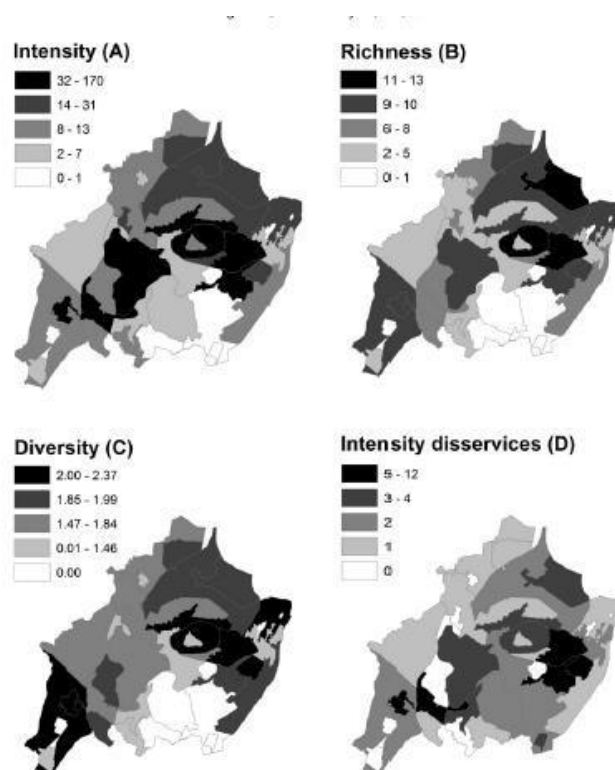 Intensity (A)
32 - 170
14 - 31
8 - 13
2 - 7
0 - 1
Richness (B)
11 - 13
9 - 10
6 - 8
2 - 5
0 - 1
Diversity (C)
2.00 - 2.37
1.85 - 1.99
1.47 - 1.84
0.01 - 1.46
0.00
Intensity disservices (D)
5 - 12
3 - 4
2
1
0